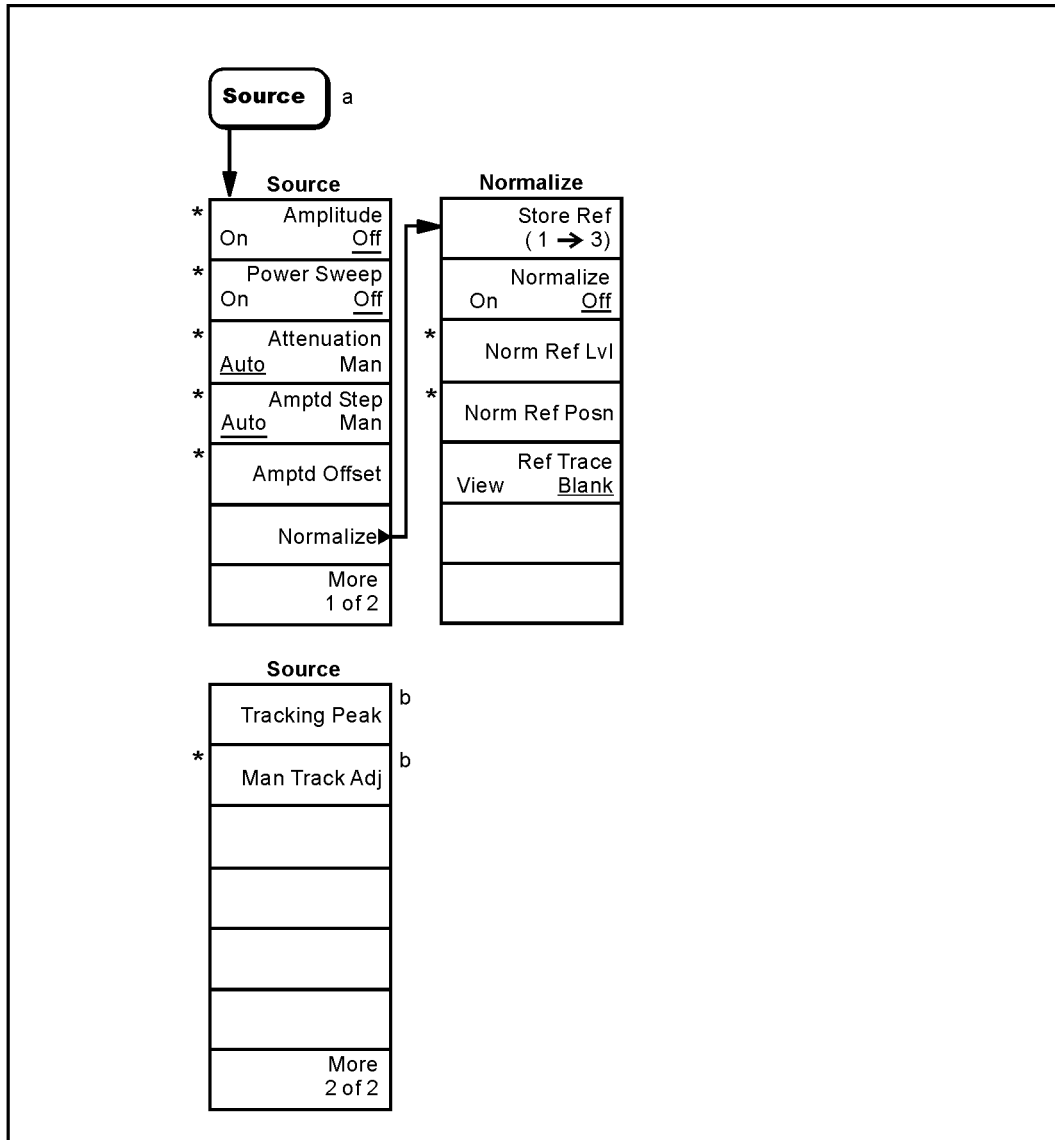 Source a
Source
* Amplitude
On Off
* Power Sweep
On Off
* Attenuation
Auto Man
* Amptd Step
Auto Man
* Amptd Offset
Normalize
More
1 of 2
Normalize
Store Ref
( 1 → 3)
Normalize
On Off
* Norm Ref Lvl
* Norm Ref Posn
Ref Trace
View Blank
Source
Tracking Peak b
* Man Track Adj b
More
2 of 2